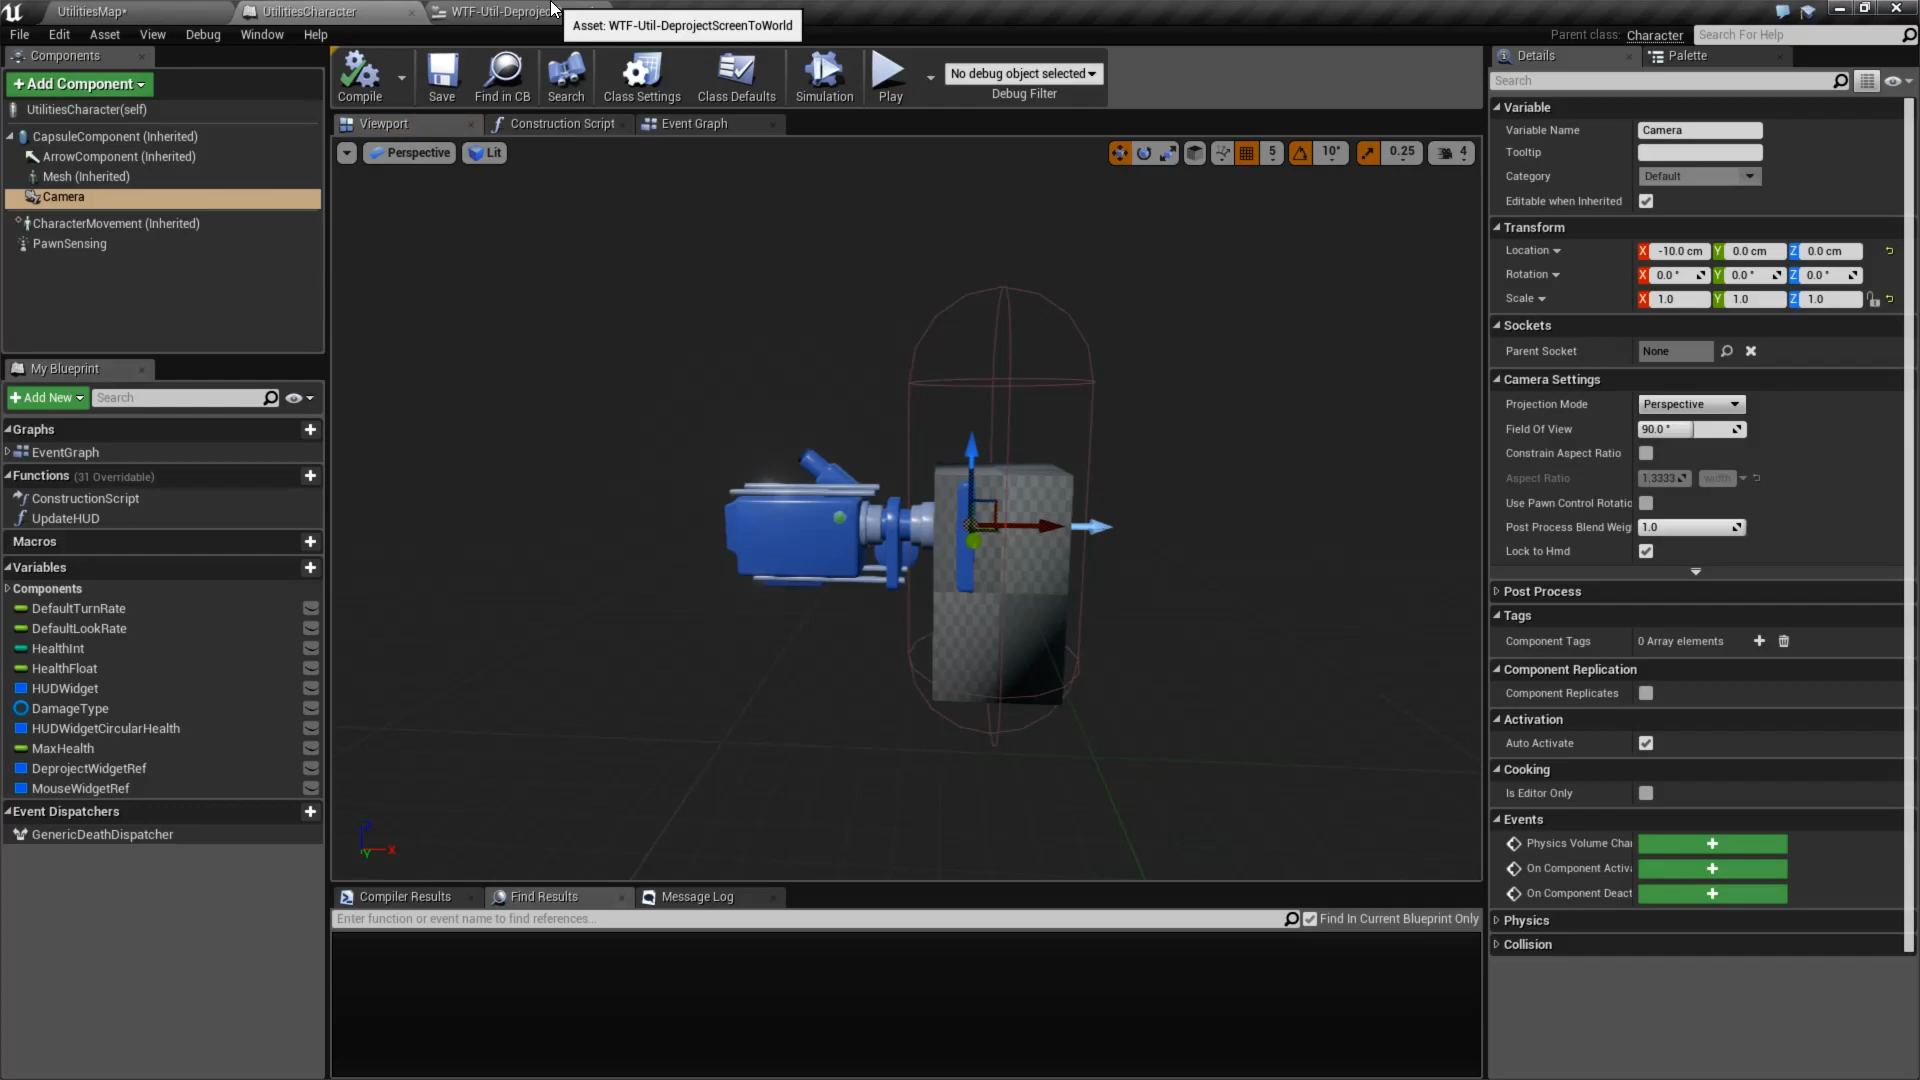 UtilitiesMap*
UtilitiesCharacter
WTF-Util-Deprojec
Asset: WTF-Util-DeprojectScreenToWorld
File Edit Asset View Debug Window Help
Parent class: Character
Search For Help
Components
Add Component
UtilitiesCharacter(self)
CapsuleComponent (Inherited)
ArrowComponent (Inherited)
Mesh (Inherited)
Camera
CharacterMovement (Inherited)
PawnSensing
My Blueprint
Add New
Search
Graphs
EventGraph
Functions (31 Overridable)
ConstructionScript
UpdateHUD
Macros
Variables
Components
DefaultTurnRate
DefaultLookRate
HealthInt
HealthFloat
HUDWidget
DamageType
HUDWidgetCircularHealth
MaxHealth
DeprojectWidgetRef
MouseWidgetRef
Event Dispatchers
GenericDeathDispatcher
Compile Save Find in CB Search Class Settings Class Defaults Simulation Play
No debug object selected
Debug Filter
Viewport
Construction Script
Event Graph
Perspective Lit
5 10° 0.25 4
Z
X
Y
Compiler Results
Find Results
Message Log
Enter function or event name to find references...
Find In Current Blueprint Only
Details
Palette
Search
Variable
Variable Name Camera
Tooltip
Category Default
Editable when Inherited
Transform
Location X -10.0 cm Y 0.0 cm Z 0.0 cm
Rotation X 0.0 ° Y 0.0 ° Z 0.0 °
Scale X 1.0 Y 1.0 Z 1.0
Sockets
Parent Socket None
Camera Settings
Projection Mode Perspective
Field Of View 90.0 °
Constrain Aspect Ratio
Aspect Ratio 1.3333 width
Use Pawn Control Rotatio
Post Process Blend Weig 1.0
Lock to Hmd
Post Process
Tags
Component Tags 0 Array elements
Component Replication
Component Replicates
Activation
Auto Activate
Cooking
Is Editor Only
Events
Physics Volume Cha
On Component Activ
On Component Deact
Physics
Collision